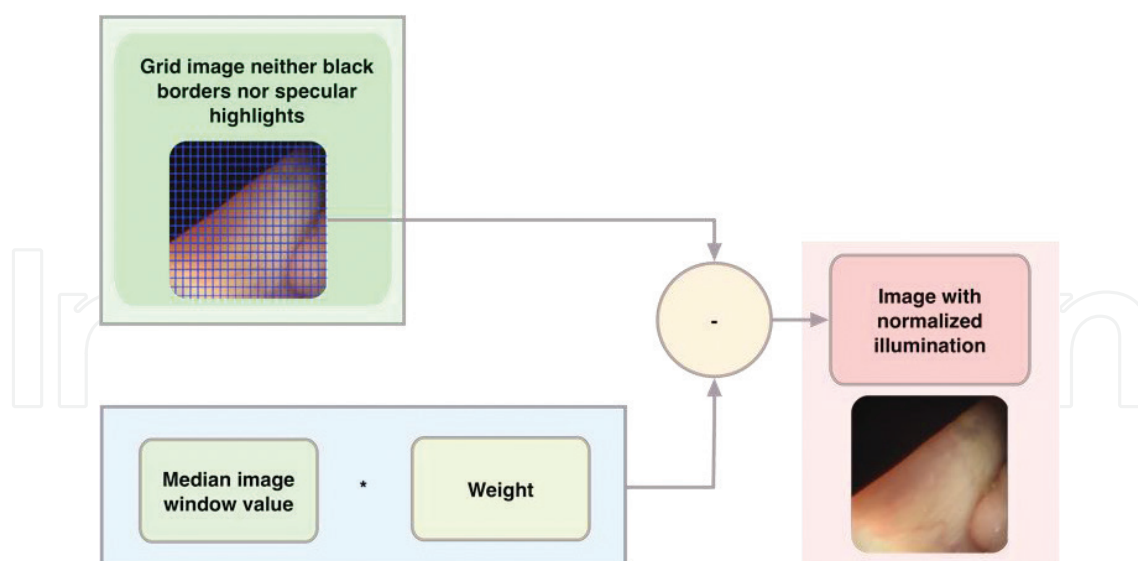 Grid image neither black
borders nor specular
highlights
-
Image with
normalized
illumination
Median image
window value
*
Weight